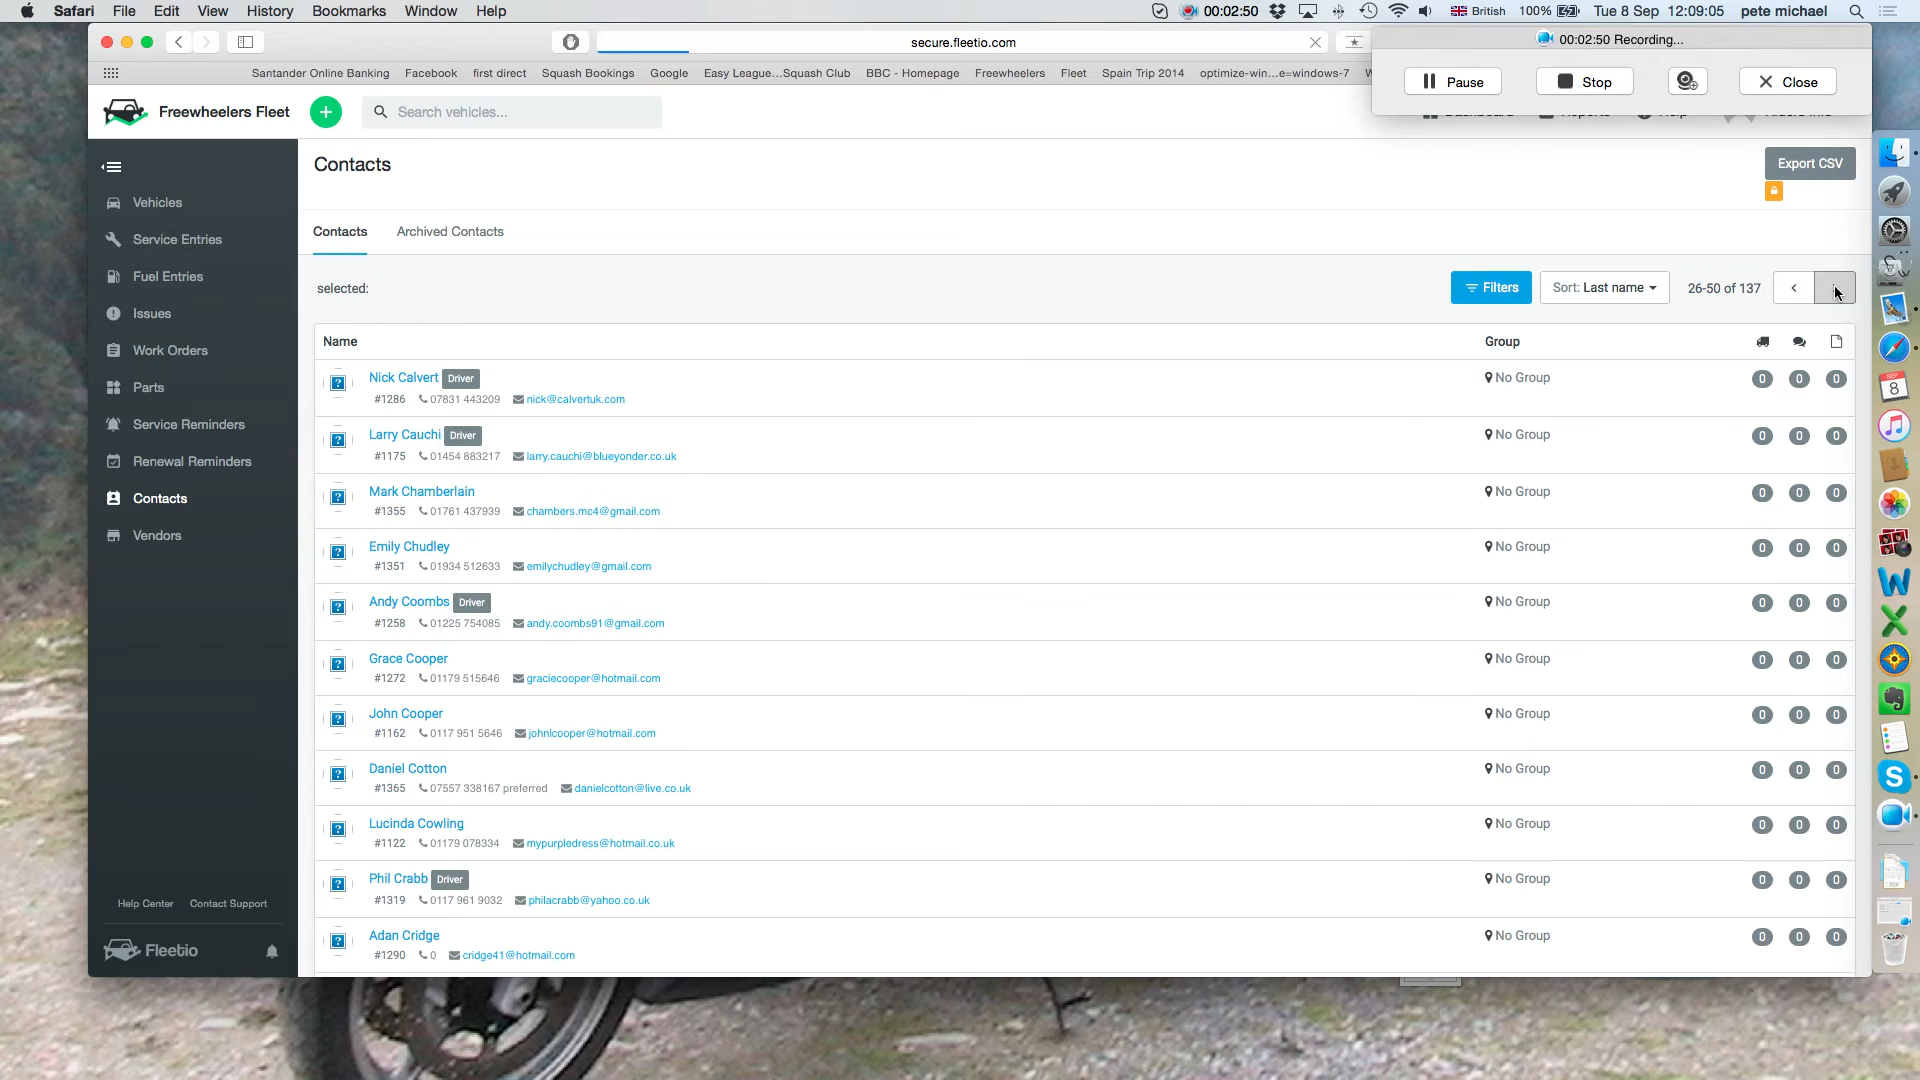 Safari File Edit View History Bookmarks Window Help 00:02:50 British 100% Tue 8 Sep 12:09:05 pete michael
secure.fleetio.com
00:02:50 Recording...
Pause Stop Close
Santander Online Banking Facebook first direct Squash Bookings Google Easy League...Squash Club BBC - Homepage Freewheelers Fleet Spain Trip 2014 optimize-win...e=windows-7
Freewheelers Fleet
Search vehicles...
Contacts
Export CSV
Vehicles
Service Entries
Fuel Entries
Issues
Work Orders
Parts
Service Reminders
Renewal Reminders
Contacts
Vendors
Help Center Contact Support
Fleetio
Contacts Archived Contacts
selected:
Filters Sort: Last name 26-50 of 137
Name Group
Nick Calvert Driver No Group 0 0 0
#1286 07831 443209 nick@calvertuk.com
Larry Cauchi Driver No Group 0 0 0
#1175 01454 883217 larry.cauchi@blueyonder.co.uk
Mark Chamberlain No Group 0 0 0
#1355 01761 437939 chambers.mc4@gmail.com
Emily Chudley No Group 0 0 0
#1351 01934 512633 emilychudley@gmail.com
Andy Coombs Driver No Group 0 0 0
#1258 01225 754085 andy.coombs91@gmail.com
Grace Cooper No Group 0 0 0
#1272 01179 515646 graciecooper@hotmail.com
John Cooper No Group 0 0 0
#1162 0117 951 5646 johnlcooper@hotmail.com
Daniel Cotton No Group 0 0 0
#1365 07557 338167 preferred danielcotton@live.co.uk
Lucinda Cowling No Group 0 0 0
#1122 01179 078334 mypurpledress@hotmail.co.uk
Phil Crabb Driver No Group 0 0 0
#1319 0117 961 9032 philacrabb@yahoo.co.uk
Adan Cridge No Group 0 0 0
#1290 0 cridge41@hotmail.com
SEP
8